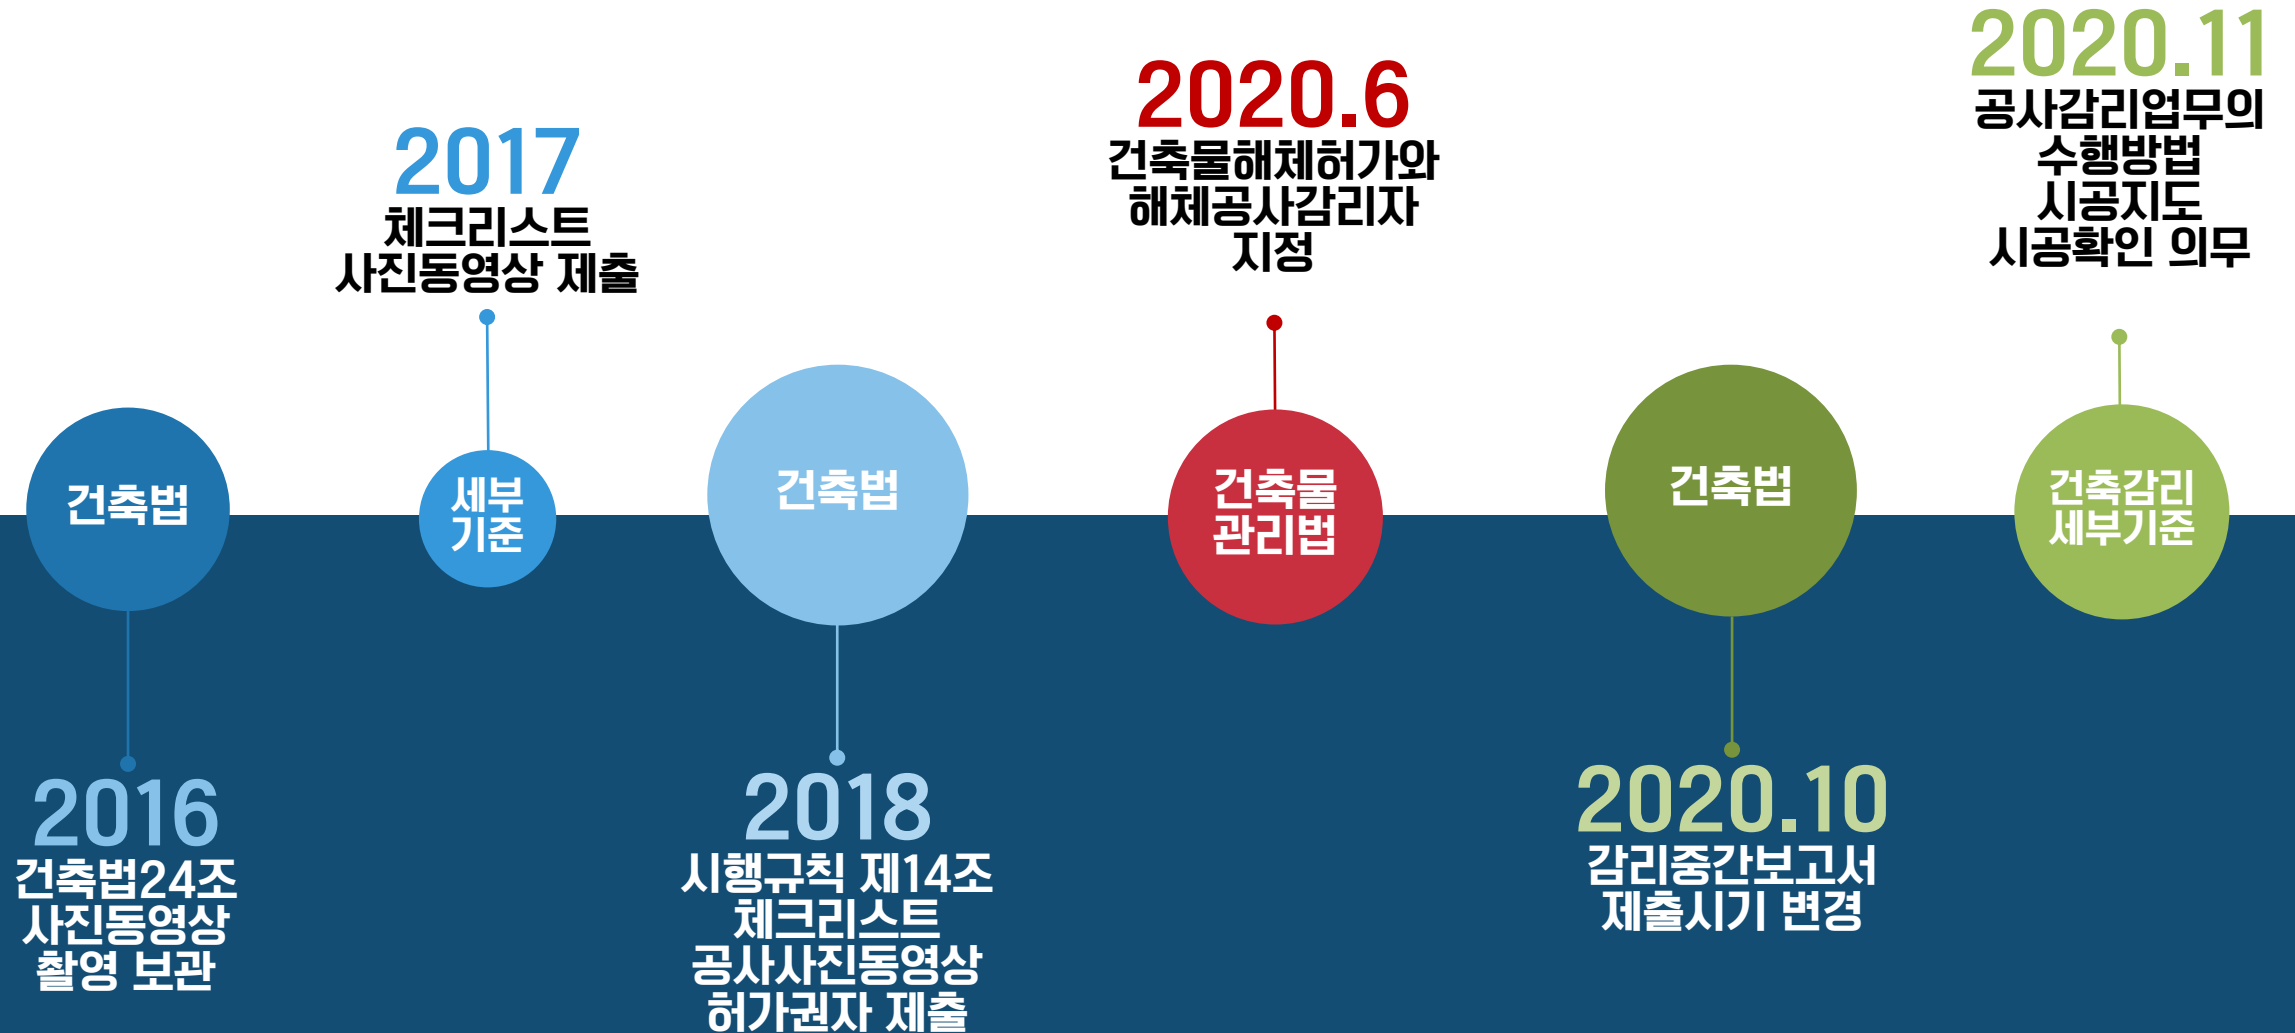 건축법
2016
건축법24조
사진동영상
촬영 보관
2017
체크리스트
사진동영상 제출
세부
기준
건축법
2018
시행규칙 제14조
체크리스트
공사사진동영상
허가권자 제출
2020.6
건축물해체허가와
해체공사감리자
지정
건축물
관리법
건축법
2020.10
감리중간보고서
제출시기 변경
2020.11
공사감리업무의
수행방법
시공지도
시공확인 의무
건축감리
세부기준